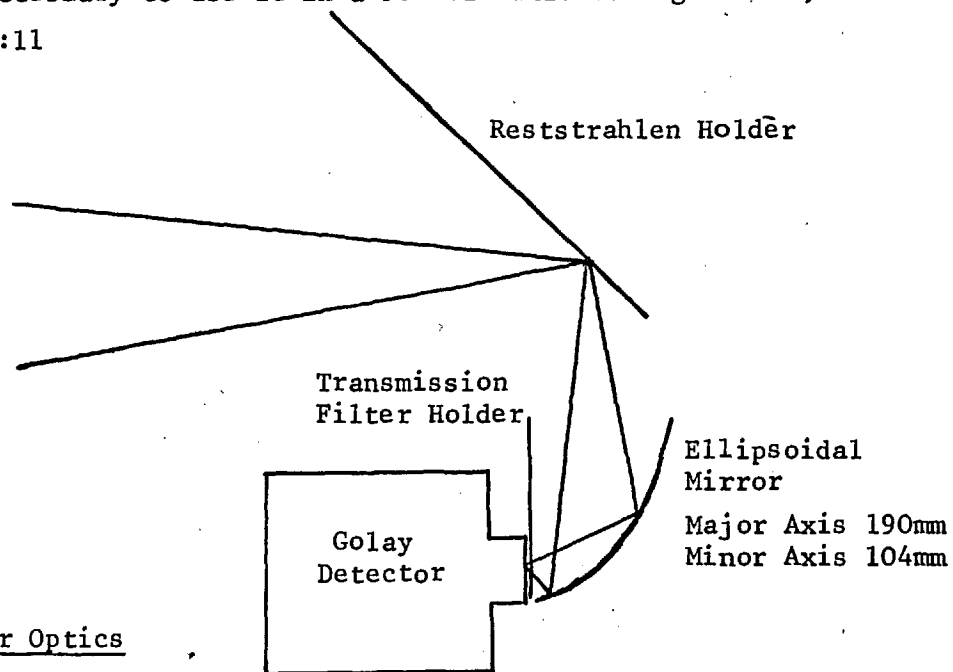 :11
Reststrahlen Holder
Transmission
Filter Holder
Ellipsoidal
Mirror
Major Axis 190mm
Minor Axis 104mm
Golay
Detector
r Optics